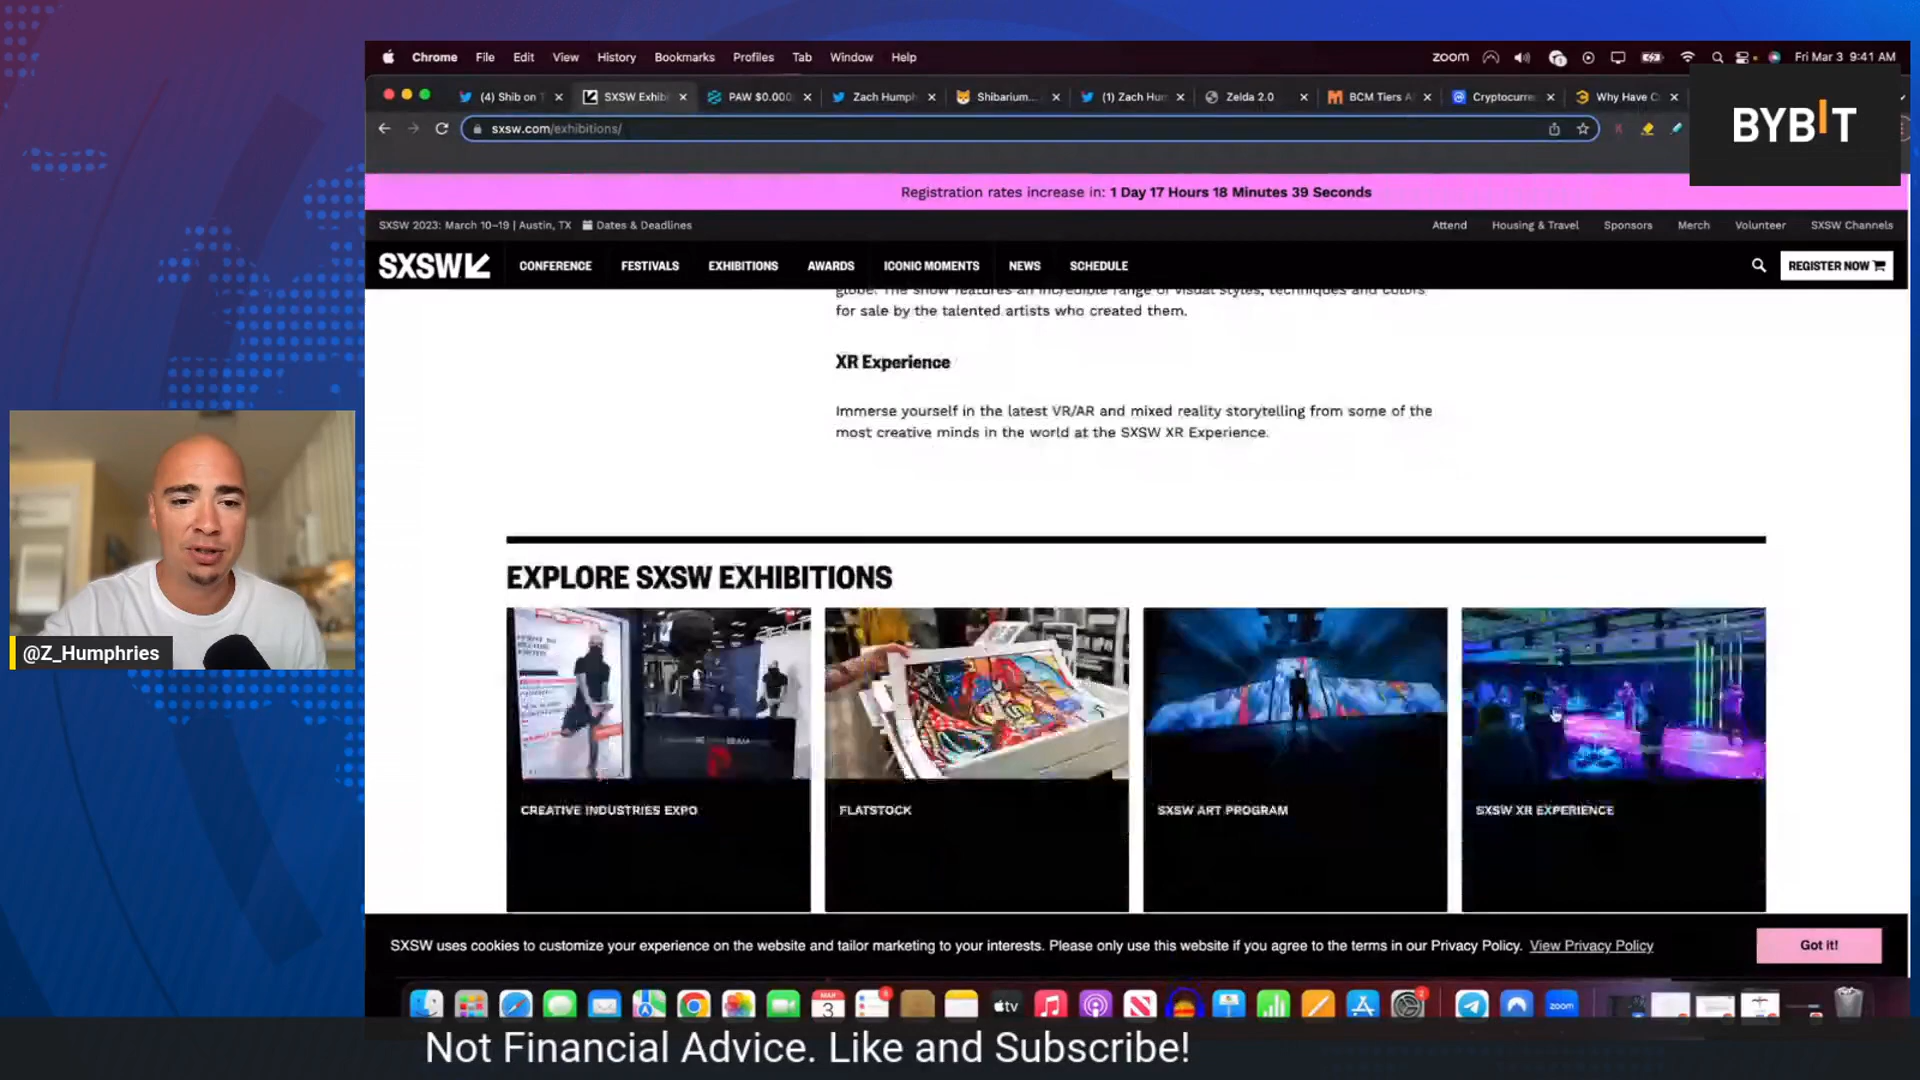 Chrome File Edit View History Bookmarks Profiles Tab Window Help
zoom Fri Mar 3 9:41 AM
(4) Shib on T
SXSW Exhib
PAW $0.000
Zach Humph
Shibarium...
(1) Zach Hum
Zelda 2.0
BCM Tiers A
Cryptocurre
Why Have C
sxsw.com/exhibitions/
BYBIT
Registration rates increase in: 1 Day 17 Hours 18 Minutes 39 Seconds
SXSW 2023: March 10–19 | Austin, TX Dates & Deadlines
Attend Housing & Travel Sponsors Merch Volunteer SXSW Channels
SXSW CONFERENCE FESTIVALS EXHIBITIONS AWARDS ICONIC MOMENTS NEWS SCHEDULE REGISTER NOW
globe. The show features an incredible range of visual styles, techniques and colors
for sale by the talented artists who created them.
XR Experience
Immerse yourself in the latest VR/AR and mixed reality storytelling from some of the
most creative minds in the world at the SXSW XR Experience.
EXPLORE SXSW EXHIBITIONS
CREATIVE INDUSTRIES EXPO
FLATSTOCK
SXSW ART PROGRAM
SXSW XR EXPERIENCE
@Z_Humphries
SXSW uses cookies to customize your experience on the website and tailor marketing to your interests. Please only use this website if you agree to the terms in our Privacy Policy. View Privacy Policy
Got it!
MAR
3
tv
zoom
Not Financial Advice. Like and Subscribe!